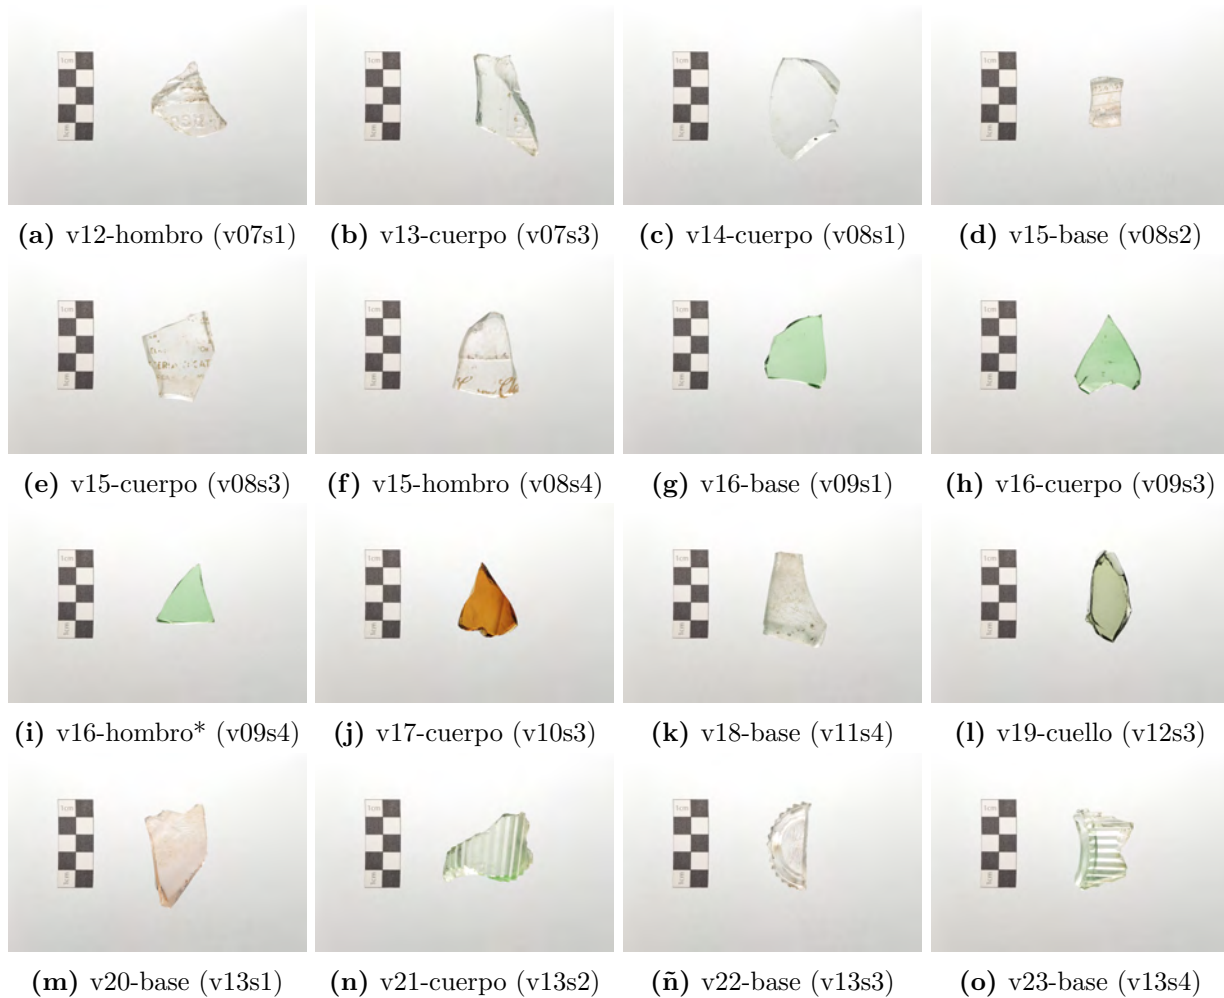 (a) v12-hombro (v07s1) (b) v13-cuerpo (v07s3) (c) v14-cuerpo (v08s1) (d) v15-base (v08s2)
(e) v15-cuerpo (v08s3) (f) v15-hombro (v08s4) (g) v16-base (v09s1) (h) v16-cuerpo (v09s3)
(i) v16-hombro* (v09s4) (j) v17-cuerpo (v10s3) (k) v18-base (v11s4) (l) v19-cuello (v12s3)
(m) v20-base (v13s1) (n) v21-cuerpo (v13s2) (ñ) v22-base (v13s3) (o) v23-base (v13s4)